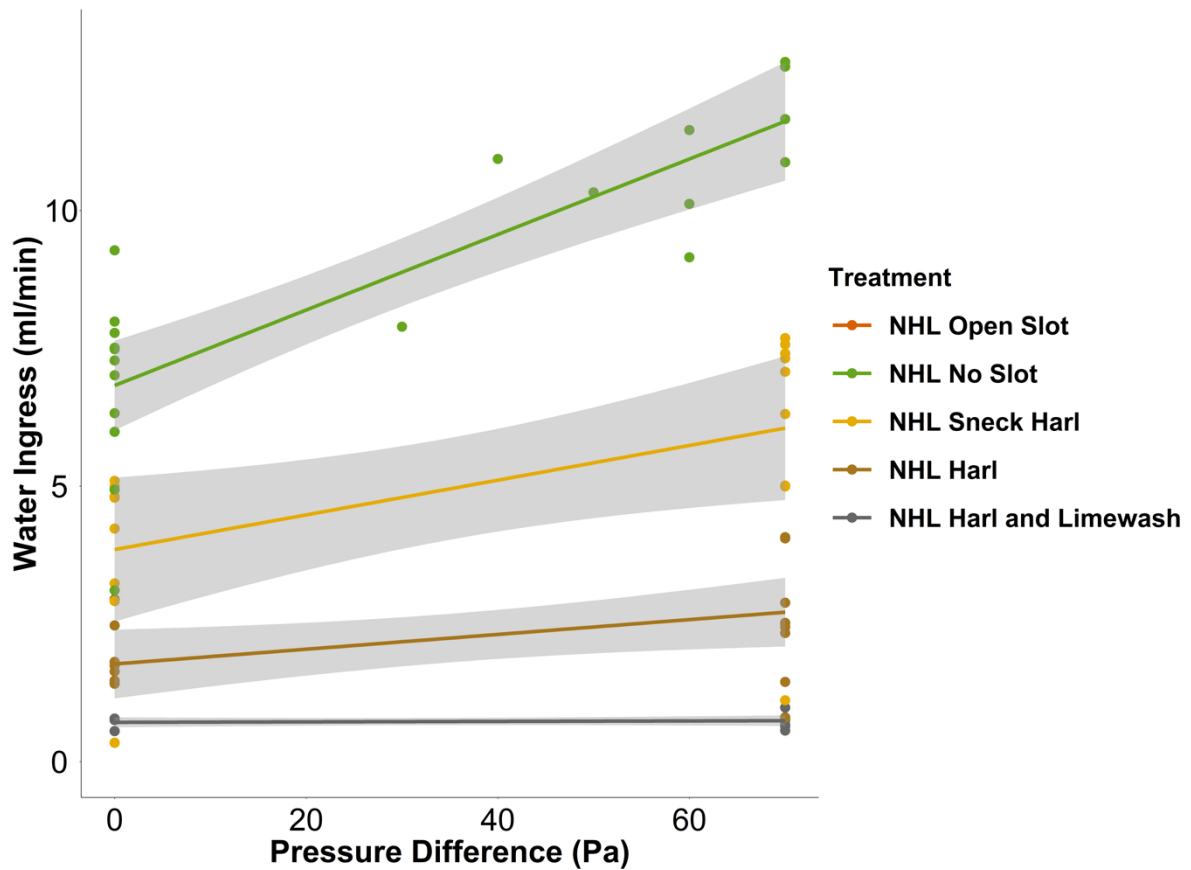 10
5
0
0
20
40
60
Water Ingress (ml/min)
Pressure Difference (Pa)
Treatment
NHL Open Slot
NHL No Slot
NHL Sneck Harl
NHL Harl
NHL Harl and Limewash